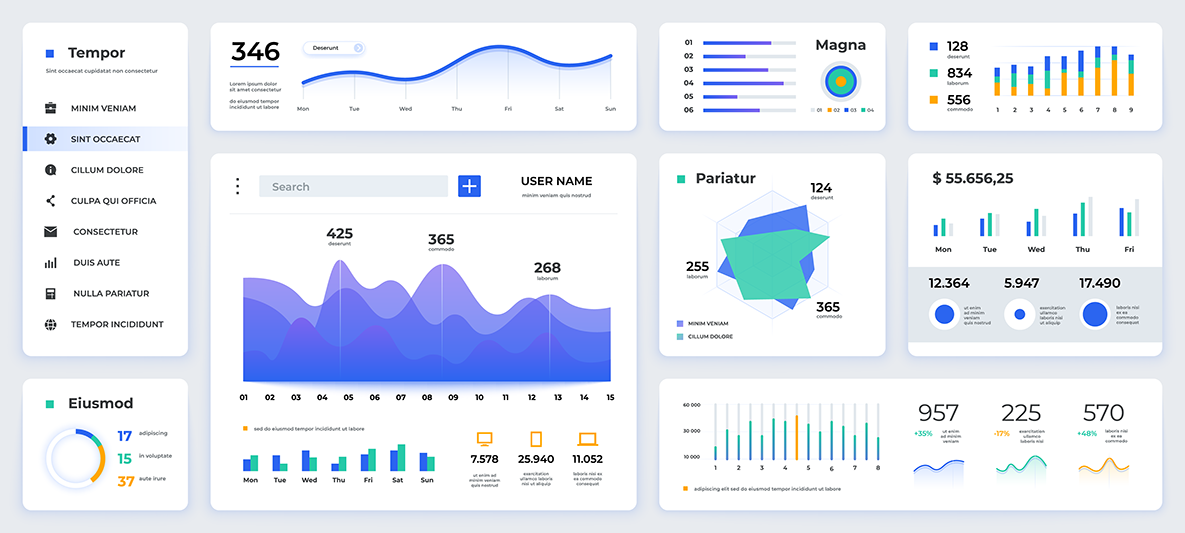 Tempor
Sint occaecat cupidatat non consectetur
MINIM VENIAM
SINT OCCAECAT
CILLUM DOLORE
CULPA QUI OFFICIA
CONSECTETUR
DUIS AUTE
NULLA PARIATUR
TEMPOR INCIDIDUNT
Eiusmod
17 adipiscing
15 in voluptate
37 aute irure
346
Deserunt
Lorem ipsum dolor
sit amet consectetur
do eiusmod tempor
incididunt ut labore
Mon Tue Wed Thu Fri Sat Sun
Search
USER NAME
minim veniam quis nostrud
425
deserunt
365
commodo
268
laborum
01 02 03 04 05 06 07 08 09 10 11 12 13 14 15
sed do eiusmod tempor incididunt ut labore
Mon Tue Wed Thu Fri Sat Sun
7.578 25.940 11.052
ut enim ad
minim veniam
quis nostrud
exercitation
ullamco laboris
nisi ut aliquip
laboris nisi
ex ea commodo
consequat
01
02
03
04
05
06
Magna
01 02 03 04
128
deserunt
834
laborum
556
commodo
1 2 3 4 5 6 7 8 9
Pariatur
124
deserunt
255
laborum
365
commodo
MINIM VENIAM
CILLUM DOLORE
$ 55.656,25
Mon Tue Wed Thu Fri
12.364 5.947 17.490
ut enim
ad minim
veniam
quis nostrud
exercitation
ullamco
laboris nisi
ut aliquip
laboris nisi
ex ea
commodo
consequat
60 000
30 000
10 000
1 2 3 4 5 6 7 8
adipiscing elit sed do eiusmod tempor incididunt ut labore
957 225 570
+35%
ut enim
ad minim
veniam
-17%
exercitation
ullamco
laboris nisi
+48%
laboris nisi
ex ea
commodo